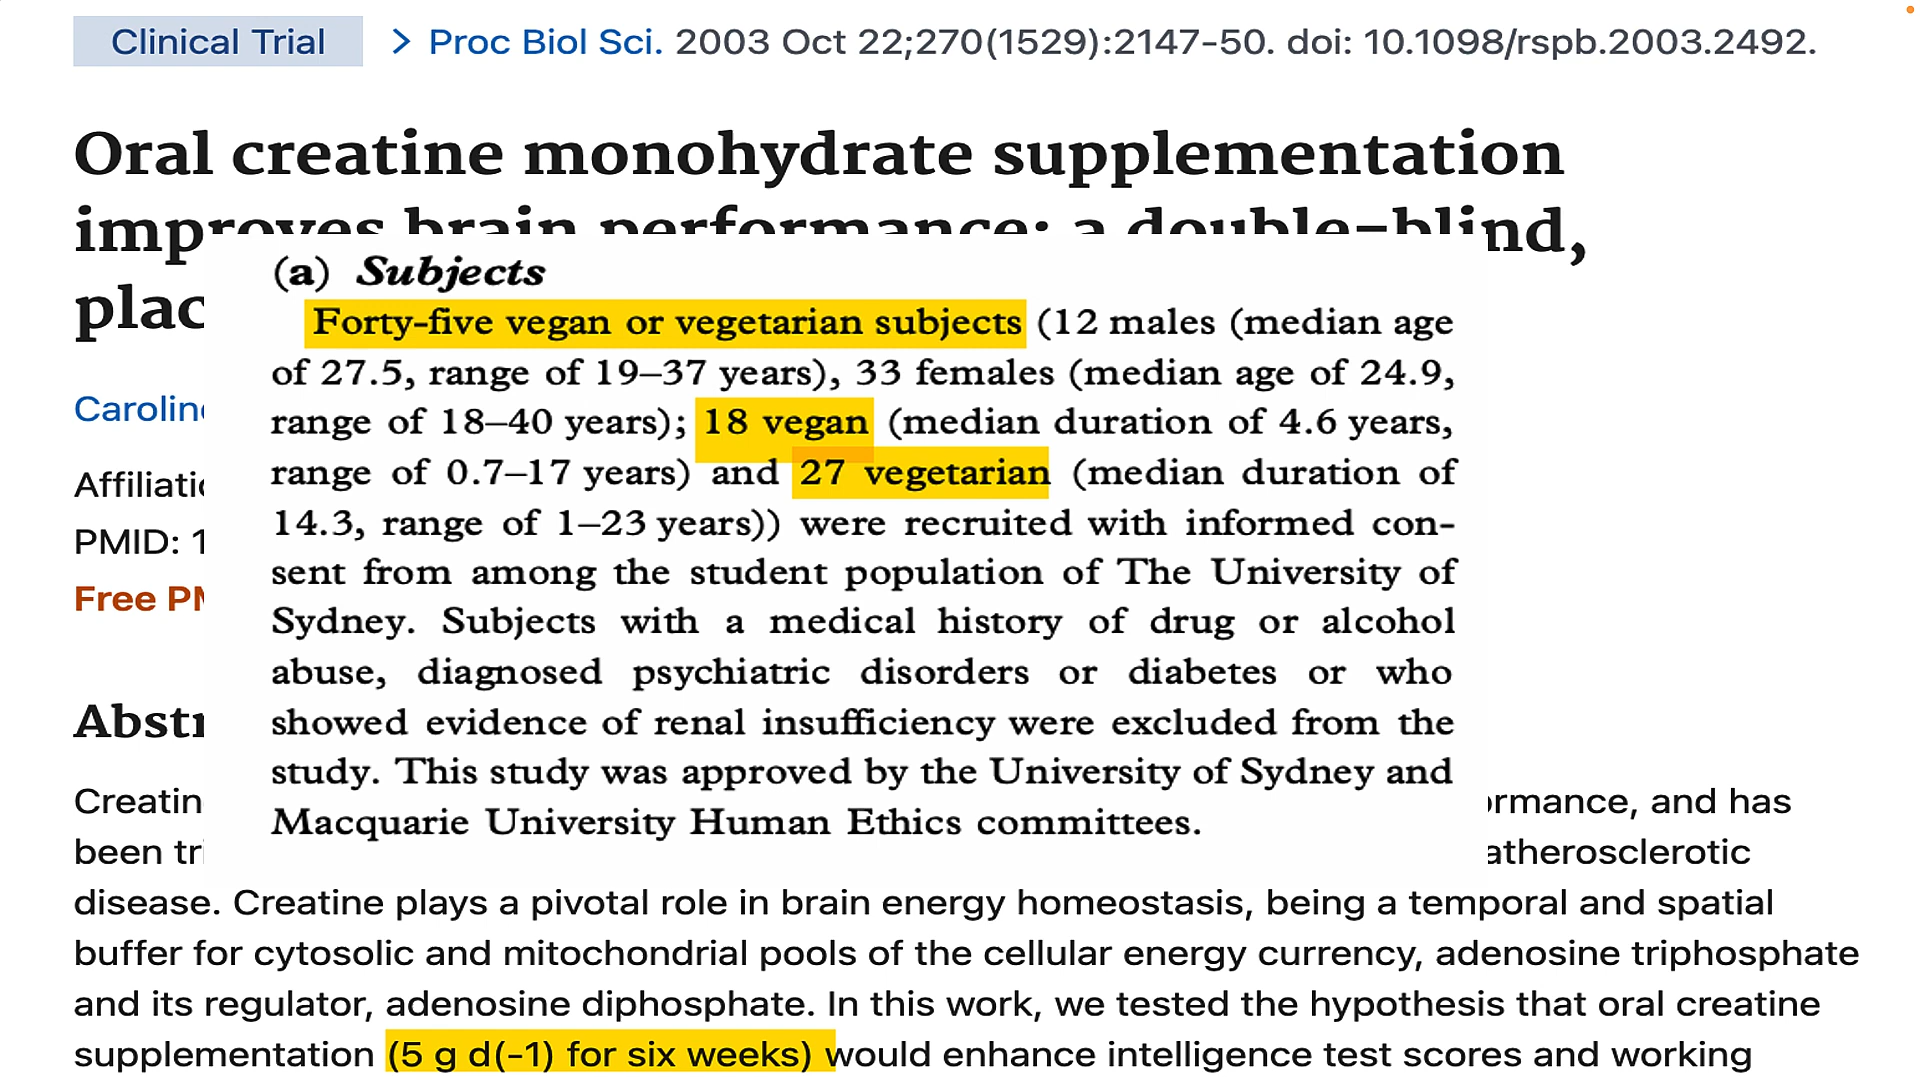 Clinical Trial > Proc Biol Sci. 2003 Oct 22;270(1529):2147-50. doi: 10.1098/rspb.2003.2492.
Oral creatine monohydrate supplementation
improves brain performance: a double-blind,
plac
(a) Subjects
Forty-five vegan or vegetarian subjects (12 males (median age
of 27.5, range of 19–37 years), 33 females (median age of 24.9,
range of 18–40 years); 18 vegan (median duration of 4.6 years,
range of 0.7–17 years) and 27 vegetarian (median duration of
14.3, range of 1–23 years)) were recruited with informed con-
sent from among the student population of The University of
Sydney. Subjects with a medical history of drug or alcohol
abuse, diagnosed psychiatric disorders or diabetes or who
showed evidence of renal insufficiency were excluded from the
study. This study was approved by the University of Sydney and
Macquarie University Human Ethics committees.
Caroline
Affiliati
PMID: 1
Free PM
Abstr
Creatin ormance, and has
been tri atherosclerotic
disease. Creatine plays a pivotal role in brain energy homeostasis, being a temporal and spatial
buffer for cytosolic and mitochondrial pools of the cellular energy currency, adenosine triphosphate
and its regulator, adenosine diphosphate. In this work, we tested the hypothesis that oral creatine
supplementation (5 g d(-1) for six weeks) would enhance intelligence test scores and working